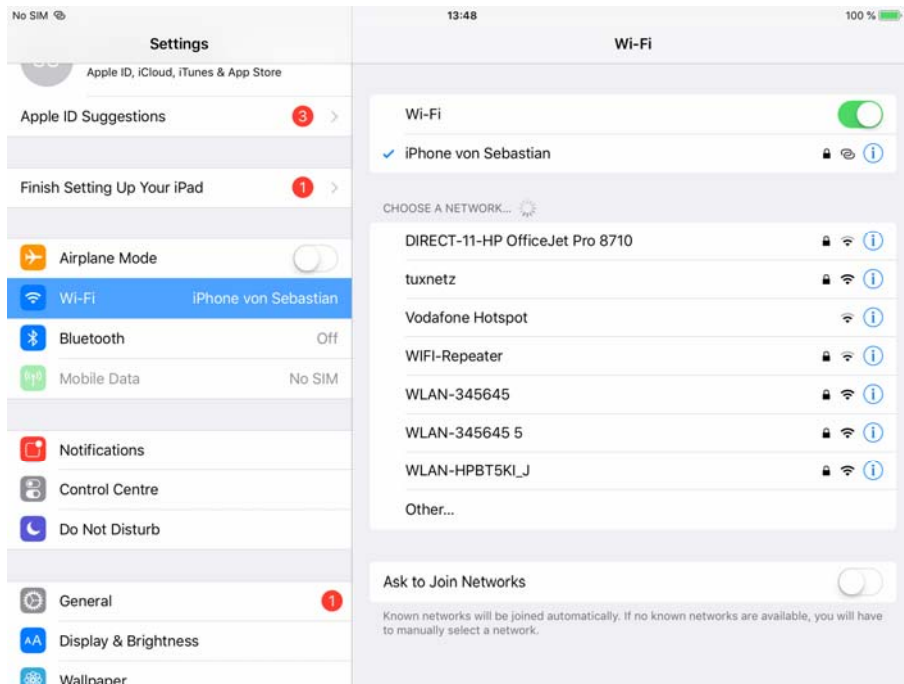 No SIM 13:48 100 %
Settings
Apple ID, iCloud, iTunes & App Store
Apple ID Suggestions 3
Finish Setting Up Your iPad 1
Airplane Mode
Wi-Fi iPhone von Sebastian
Bluetooth Off
Mobile Data No SIM
Notifications
Control Centre
Do Not Disturb
General 1
AA Display & Brightness
Wallpaper
Wi-Fi
Wi-Fi
iPhone von Sebastian
CHOOSE A NETWORK...
DIRECT-11-HP OfficeJet Pro 8710
tuxnetz
Vodafone Hotspot
WIFI-Repeater
WLAN-345645
WLAN-345645 5
WLAN-HPBT5KI_J
Other...
Ask to Join Networks
Known networks will be joined automatically. If no known networks are available, you will have
to manually select a network.